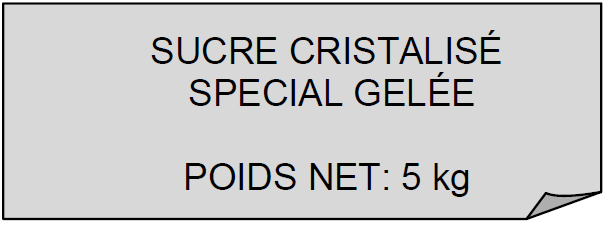 SUCRE CRISTALISÉ
SPECIAL GELÉE
POIDS NET: 5 kg